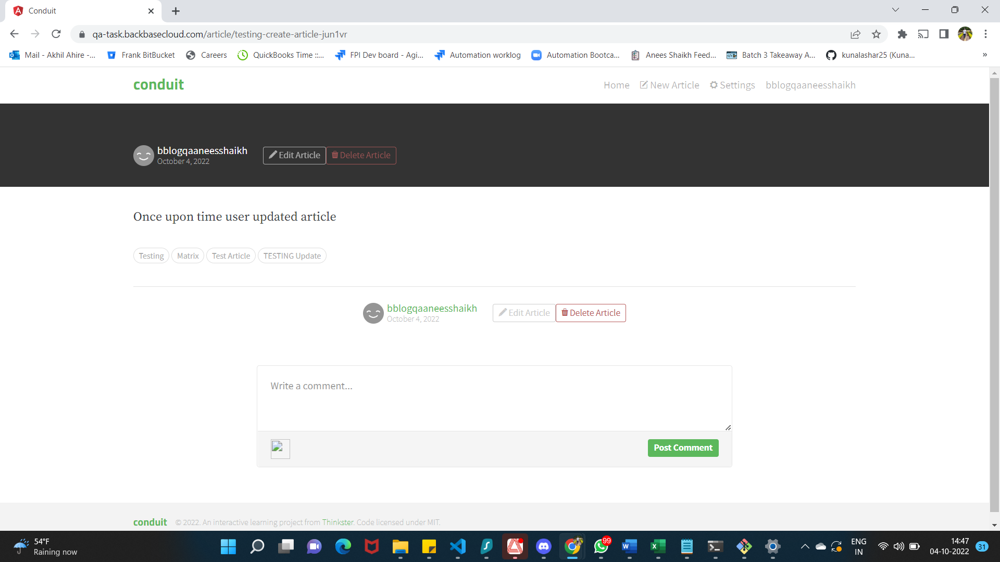 Conduit
qa-task.backbasecloud.com/article/testing-create-article-jun1vr
Mail - Akhil Ahire -... Frank BitBucket Careers QuickBooks Time ::... FPI Dev board - Agi... Automation worklog Automation Bootca... Anees Shaikh Feed... Batch 3 Takeaway A... kunalashar25 (Kuna... »
conduit Home New Article Settings bblogqaaneesshaikh
bblogqaaneesshaikh
October 4, 2022
Edit Article Delete Article
Once upon time user updated article
Testing Matrix Test Article TESTING Update
bblogqaaneesshaikh
October 4, 2022
Edit Article Delete Article
Write a comment...
Post Comment
conduit © 2022. An interactive learning project from Thinkster. Code licensed under MIT.
54°F
Raining now
99
ENG
IN
14:47
04-10-2022
31